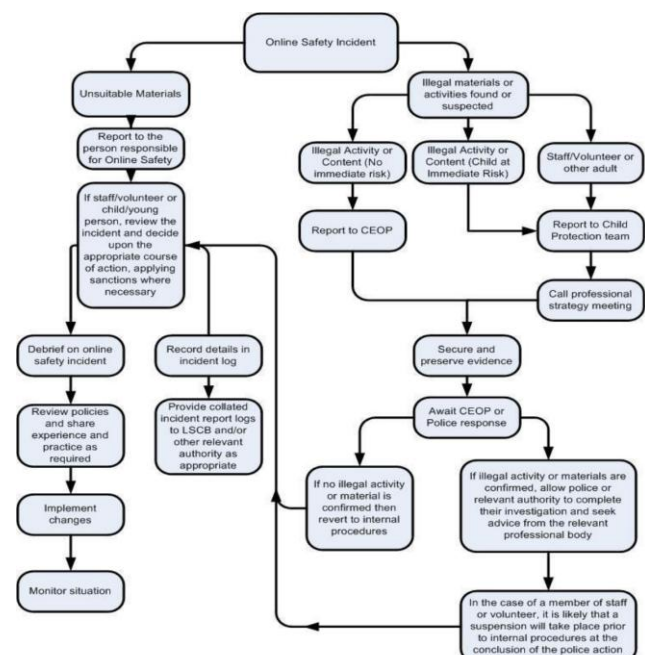 Online Safety Incident
Unsuitable Materials
Illegal materials or
activities found or
suspected
Report to the
person responsible
for Online Safety
Illegal Activity or
Content (No
immediate risk)
Illegal Activity or
Content (Child at
Immediate Risk)
Staff/Volunteer or
other adult
If staff/volunteer or
child/young
person, review the
incident and decide
upon the
appropriate course
of action, applying
sanctions where
necessary
Report to CEOP
Report to Child
Protection team
Call professional
strategy meeting
Debrief on online
safety incident
Record details in
incident log
Secure and
preserve evidence
Review policies
and share
experience and
practice as
required
Provide collated
incident report logs
to LSCB and/or
other relevant
authority as
appropriate
Await CEOP or
Police response
If no illegal activity
or material is
confirmed then
revert to internal
procedures
If illegal activity or materials are
confirmed, allow police or
relevant authority to complete
their investigation and seek
advice from the relevant
professional body
Implement
changes
Monitor situation
In the case of a member of staff
or volunteer, it is likely that a
suspension will take place prior
to internal procedures at the
conclusion of the police action